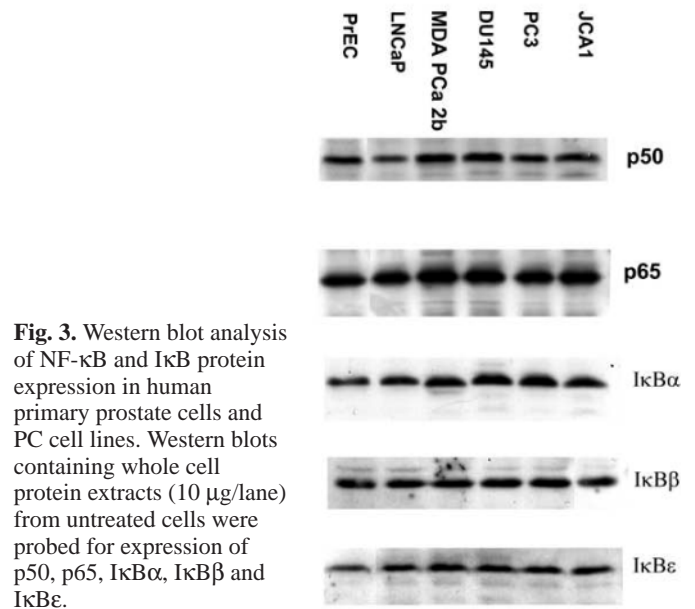 PrEC
LNCaP
MDA PCa 2b
DU145
PC3
JCA1
p50
p65
IκBα
IκBβ
IκBε
Fig. 3. Western blot analysis
of NF-κB and IκB protein
expression in human
primary prostate cells and
PC cell lines. Western blots
containing whole cell
protein extracts (10 μg/lane)
from untreated cells were
probed for expression of
p50, p65, IκBα, IκBβ and
IκBε.